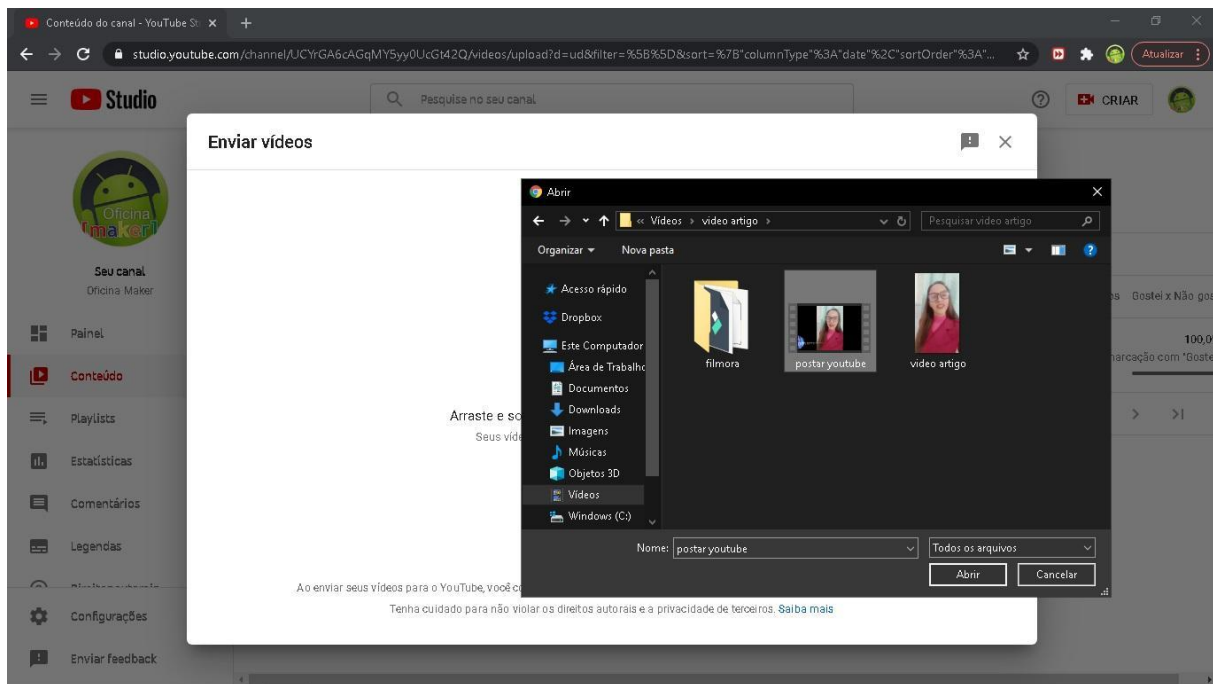 Conteúdo do canal - YouTube St
studio.youtube.com/channel/UCYrGA6cAGqMY5yy0UcGt42Q/videos/upload?d=ud&filter=%5B%5D&sort=%7B"columnType"%3A"date"%2C"sortOrder"%3A"...
Atualizar
Studio
Pesquise no seu canal
CRIAR
Enviar vídeos
Oficina
[maker]
Seu canal
Oficina Maker
Painel
Conteúdo
Playlists
Estatísticas
Comentários
Legendas
Configurações
Enviar feedback
Arraste e so
Seus víde
Ao enviar seus vídeos para o YouTube, você co
Tenha cuidado para não violar os direitos autorais e a privacidade de terceiros. Saiba mais
Abrir
« Vídeos › video artigo ›
Pesquisar video artigo
Organizar
Nova pasta
Acesso rápido
Dropbox
Este Computador
Área de Trabalho
Documentos
Downloads
Imagens
Músicas
Objetos 3D
Vídeos
Windows (C:)
filmora
postar youtube
video artigo
Nome: postar youtube
Todos os arquivos
Abrir
Cancelar
Gostei x Não gos
100,0
marcação com "Goste